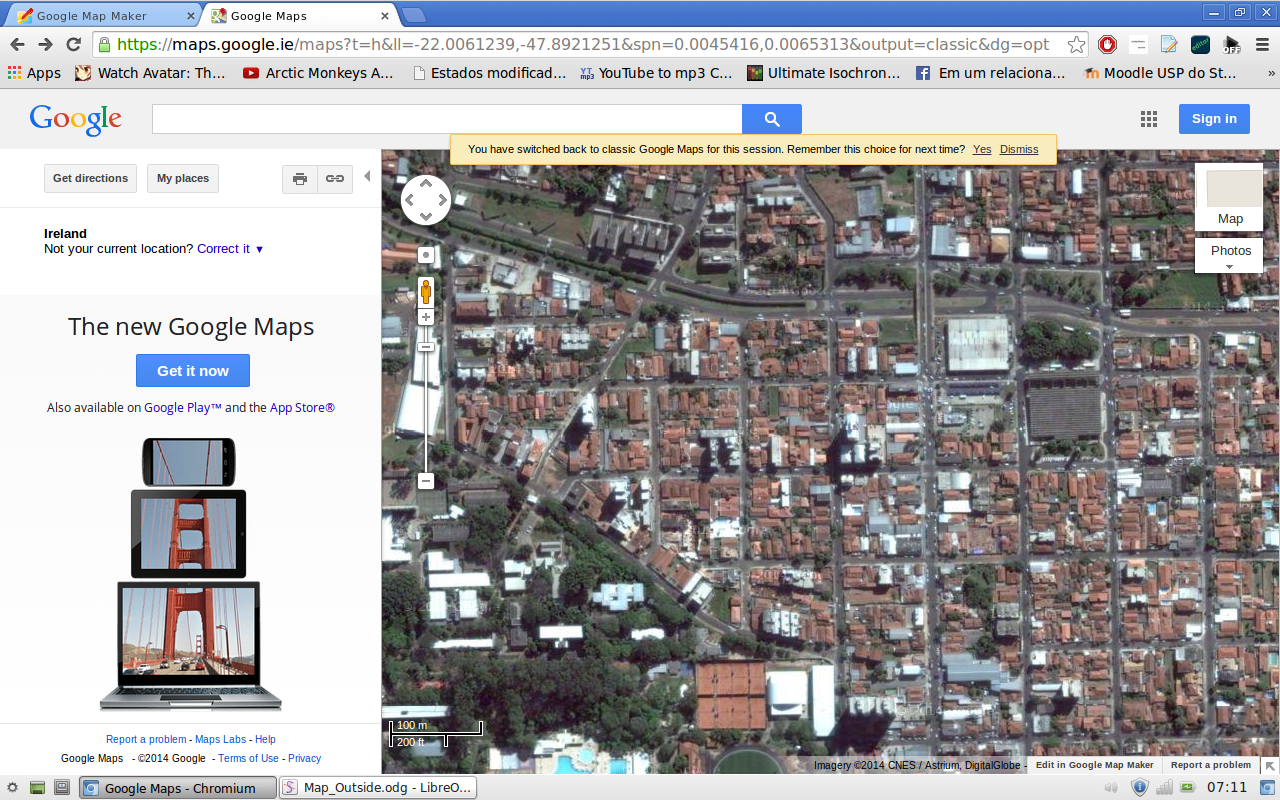 Google Map Maker
Google Maps
https://maps.google.ie/maps?t=h&ll=-22.0061239,-47.8921251&spn=0.0045416,0.0065313&output=classic&dg=opt
OFF
Apps
Watch Avatar: Th...
Arctic Monkeys A...
Estados modificad...
YouTube to mp3 C...
Ultimate Isochron...
Em um relaciona...
Moodle USP do St...
»
Google
Sign in
You have switched back to classic Google Maps for this session. Remember this choice for next time? Yes Dismiss
Get directions
My places
Map
Photos
Ireland
Not your current location? Correct it ▼
The new Google Maps
Get it now
Also available on Google Play™ and the App Store®
100 m
200 ft
Report a problem - Maps Labs - Help
Google Maps - ©2014 Google - Terms of Use - Privacy
Imagery ©2014 CNES / Astrium, DigitalGlobe -
Edit in Google Map Maker
Report a problem
Google Maps - Chromium
Map_Outside.odg - LibreO...
07:11